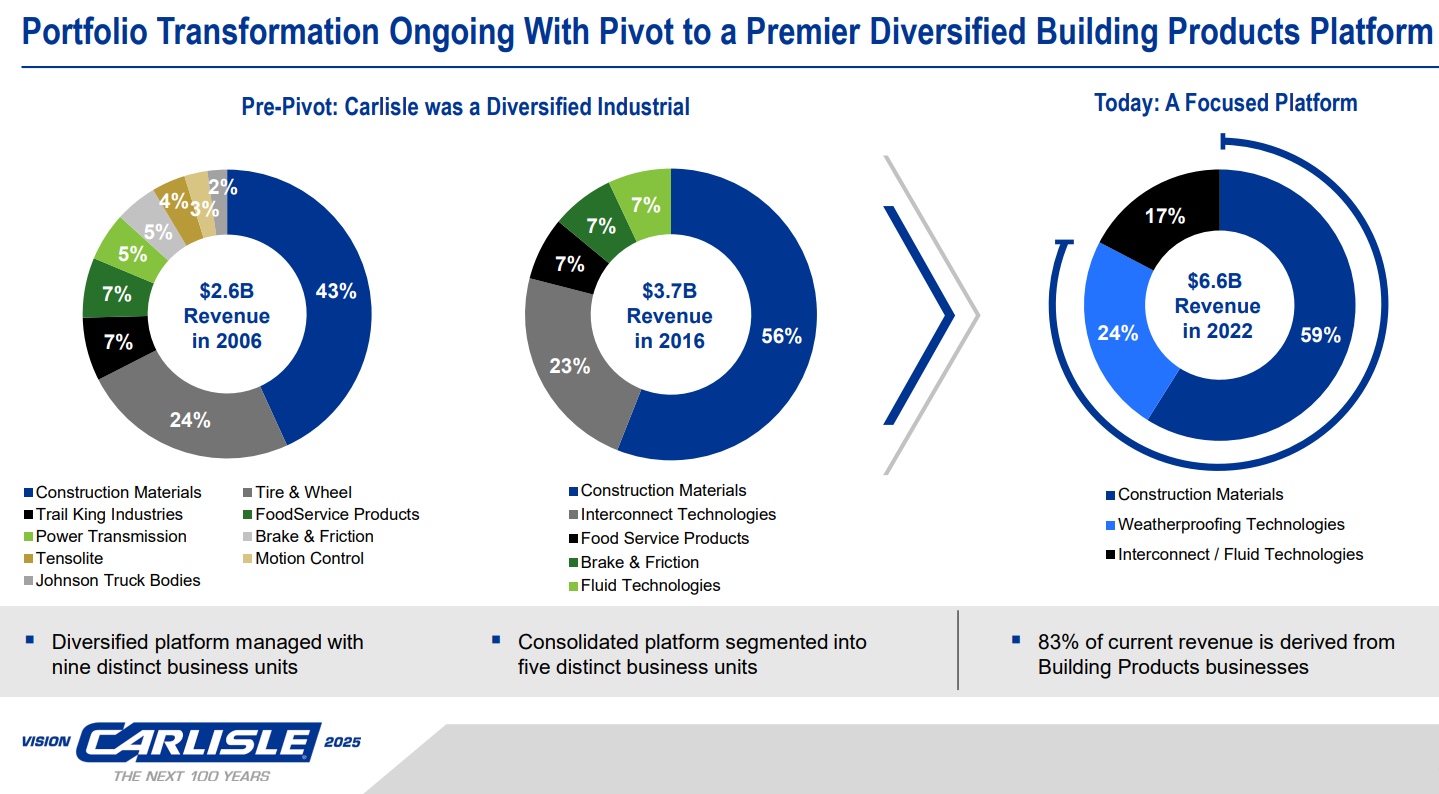 Portfolio Transformation Ongoing With Pivot to a Premier Diversified Building Products Platform
Pre-Pivot: Carlisle was a Diversified Industrial
Today: A Focused Platform
43%
24%
7%
7%
5%
5%
4%
3%
2%
$2.6B
Revenue
in 2006
Construction Materials
Tire & Wheel
Trail King Industries
FoodService Products
Power Transmission
Brake & Friction
Tensolite
Motion Control
Johnson Truck Bodies
56%
23%
7%
7%
7%
$3.7B
Revenue
in 2016
Construction Materials
Interconnect Technologies
Food Service Products
Brake & Friction
Fluid Technologies
59%
24%
17%
$6.6B
Revenue
in 2022
Construction Materials
Weatherproofing Technologies
Interconnect / Fluid Technologies
Diversified platform managed with
nine distinct business units
Consolidated platform segmented into
five distinct business units
83% of current revenue is derived from
Building Products businesses
VISION CARLISLE® 2025
THE NEXT 100 YEARS